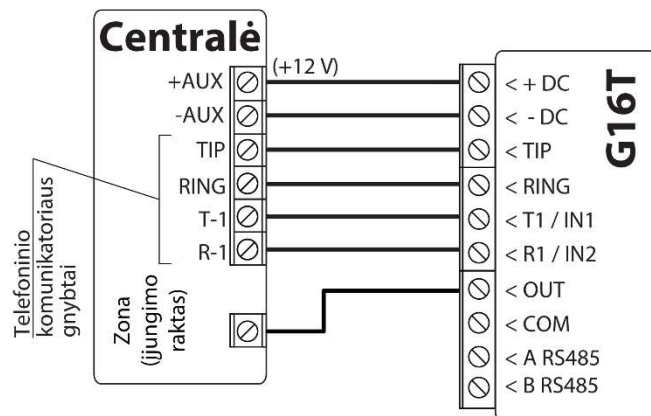 Centralė
(+12 V)
+AUX
-AUX
TIP
RING
T-1
R-1
Telefoninio
komunikatoriaus
gnybtai
Zona
(įjungimo
raktas)
G16T
< + DC
< - DC
< TIP
< RING
< T1 / IN1
< R1 / IN2
< OUT
< COM
< A RS485
< B RS485